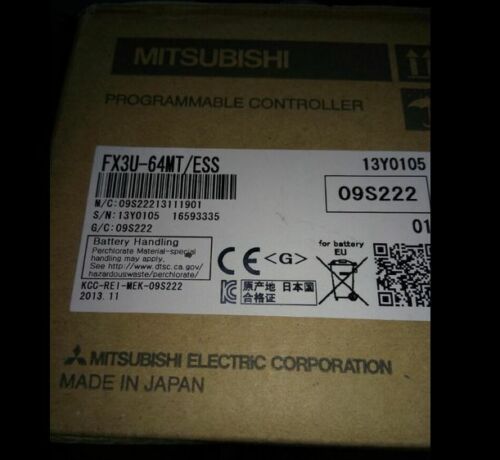 MITSUBISHI
PROGRAMMABLE CONTROLLER
FX3U-64MT/ESS
13Y0105
M/C:09S22213111901
S/N:13Y0105 16593335
G/C:09S222
09S222
01
Battery Handling
Perchlorate Material-special
handling may apply.
See http://www.dtsc.ca.gov/
hazardouswaste/perchlorate/
CE <G>
for battery
EU
KCC-REI-MEK-09S222
2013.11
原产地 日本国
合格证
MITSUBISHI ELECTRIC CORPORATION
MADE IN JAPAN